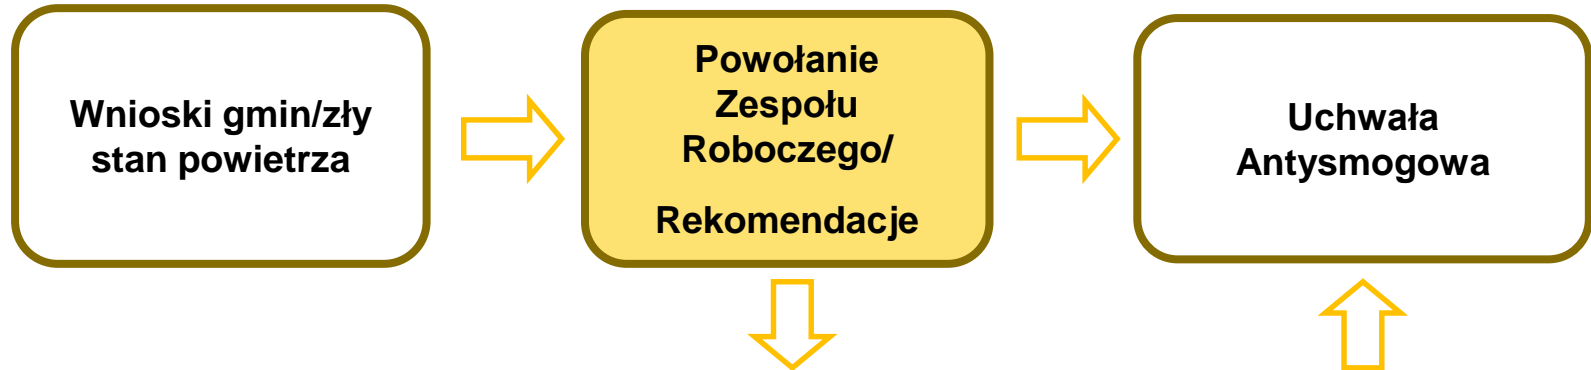 Wnioski gmin/zły
stan powietrza
Powołanie
Zespołu
Roboczego/
Rekomendacje
Uchwała
Antysmogowa